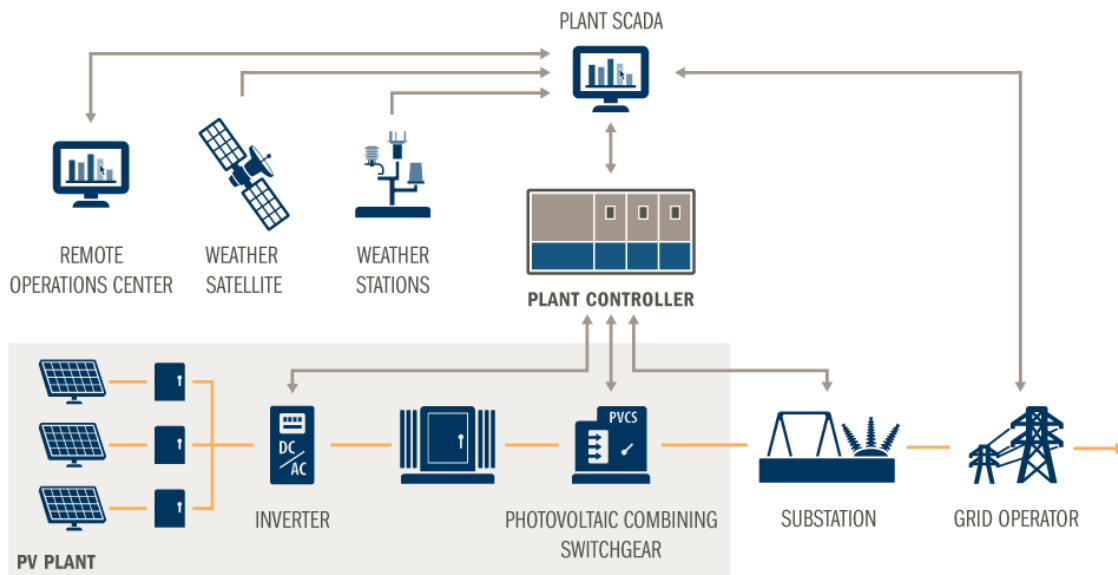 PLANT SCADA
REMOTE
OPERATIONS CENTER
WEATHER
SATELLITE
WEATHER
STATIONS
PLANT CONTROLLER
PVCS
DC
AC
INVERTER
PHOTOVOLTAIC COMBINING
SWITCHGEAR
SUBSTATION
GRID OPERATOR
PV PLANT